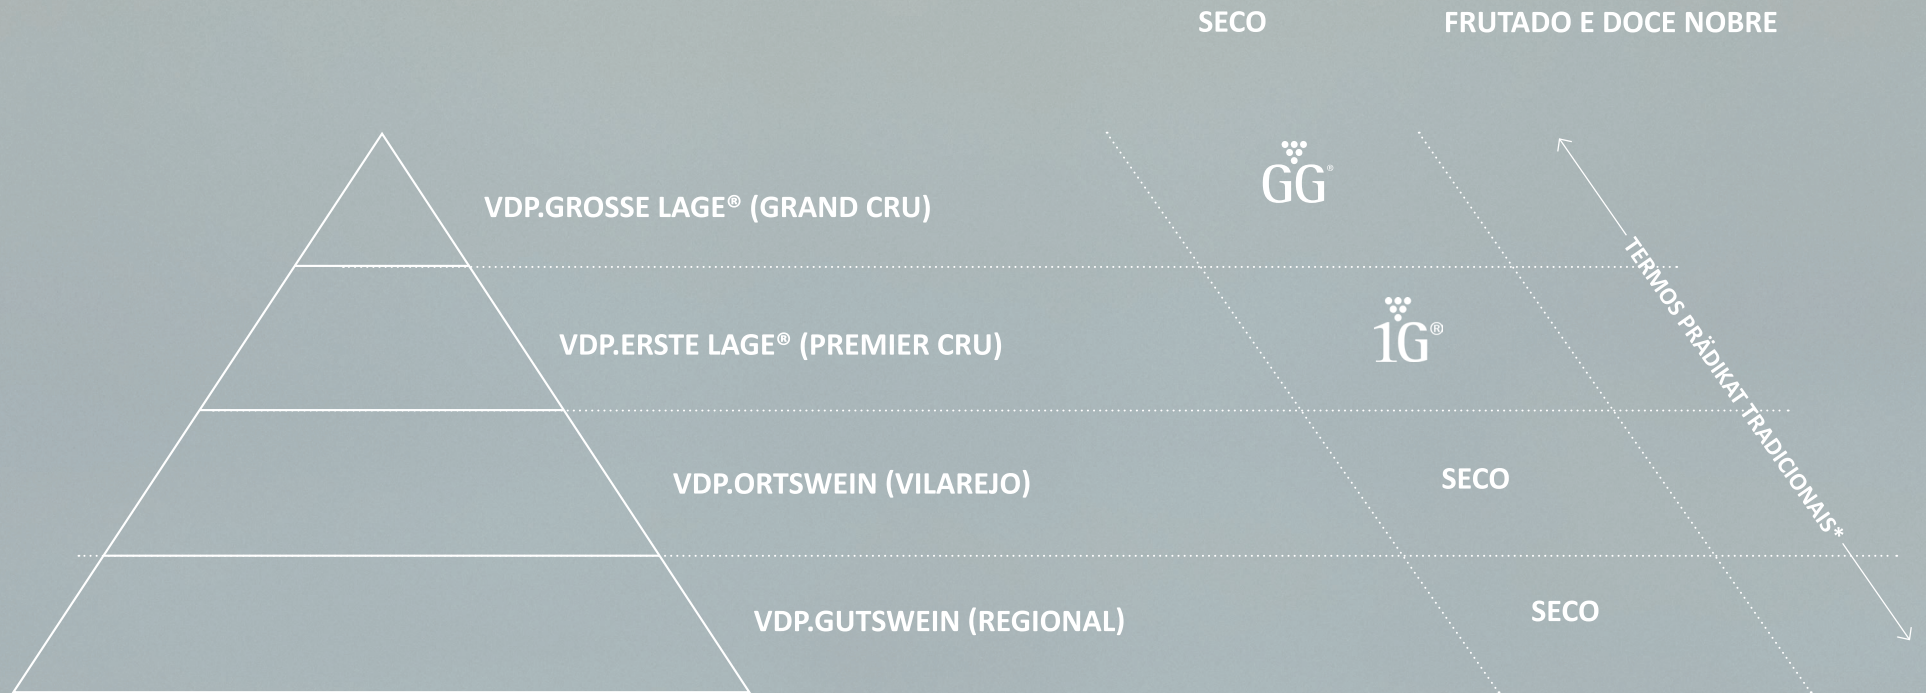 SECO
FRUTADO E DOCE NOBRE
VDP.GROSSE LAGE® (GRAND CRU)
GG®
VDP.ERSTE LAGE® (PREMIER CRU)
1G®
TERMOS PRÄDIKAT TRADICIONAIS*
VDP.ORTSWEIN (VILAREJO)
SECO
VDP.GUTSWEIN (REGIONAL)
SECO